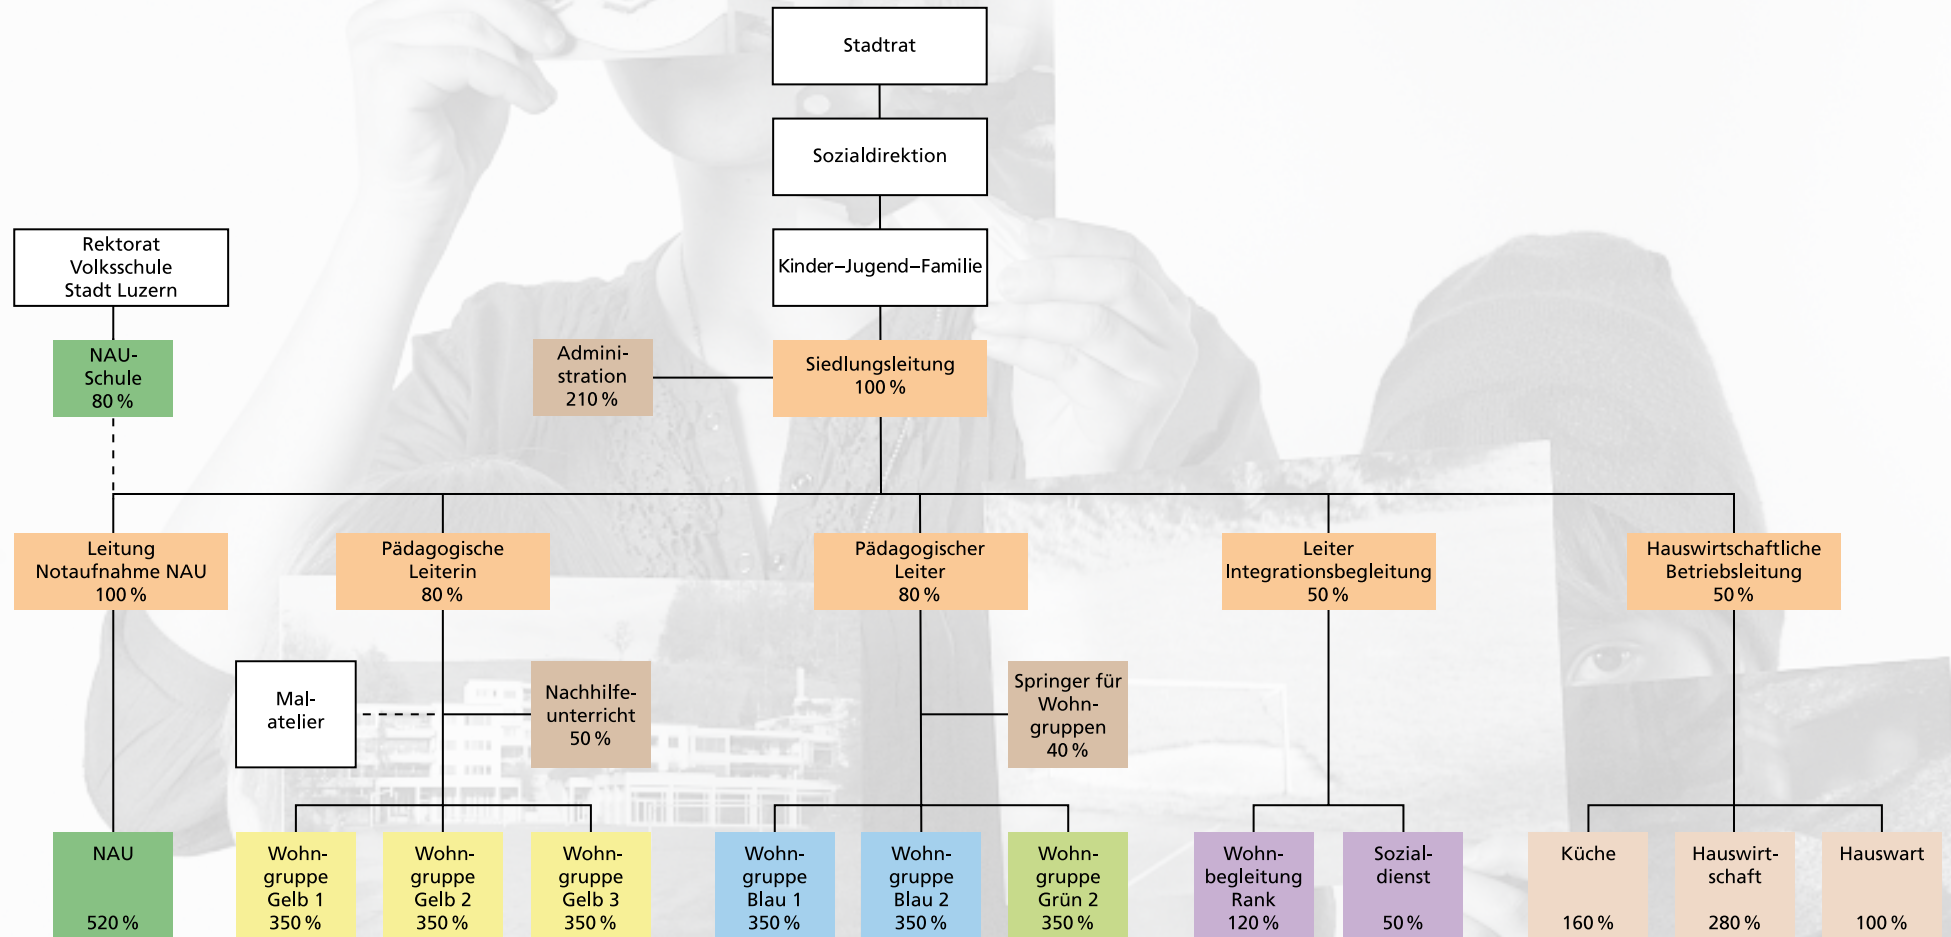 Stadtrat
Sozialdirektion
Rektorat
Volksschule
Stadt Luzern
Kinder–Jugend–Familie
NAU-
Schule
80 %
Admini-
stration
210 %
Siedlungsleitung
100 %
Leitung
Notaufnahme NAU
100 %
Pädagogische
Leiterin
80 %
Pädagogischer
Leiter
80 %
Leiter
Integrationsbegleitung
50 %
Hauswirtschaftliche
Betriebsleitung
50 %
Mal-
atelier
Nachhilfe-
unterricht
50 %
Springer für
Wohn-
gruppen
40 %
NAU
520 %
Wohn-
gruppe
Gelb 1
350 %
Wohn-
gruppe
Gelb 2
350 %
Wohn-
gruppe
Gelb 3
350 %
Wohn-
gruppe
Blau 1
350 %
Wohn-
gruppe
Blau 2
350 %
Wohn-
gruppe
Grün 2
350 %
Wohn-
begleitung
Rank
120 %
Sozial-
dienst
50 %
Küche
160 %
Hauswirt-
schaft
280 %
Hauswart
100 %